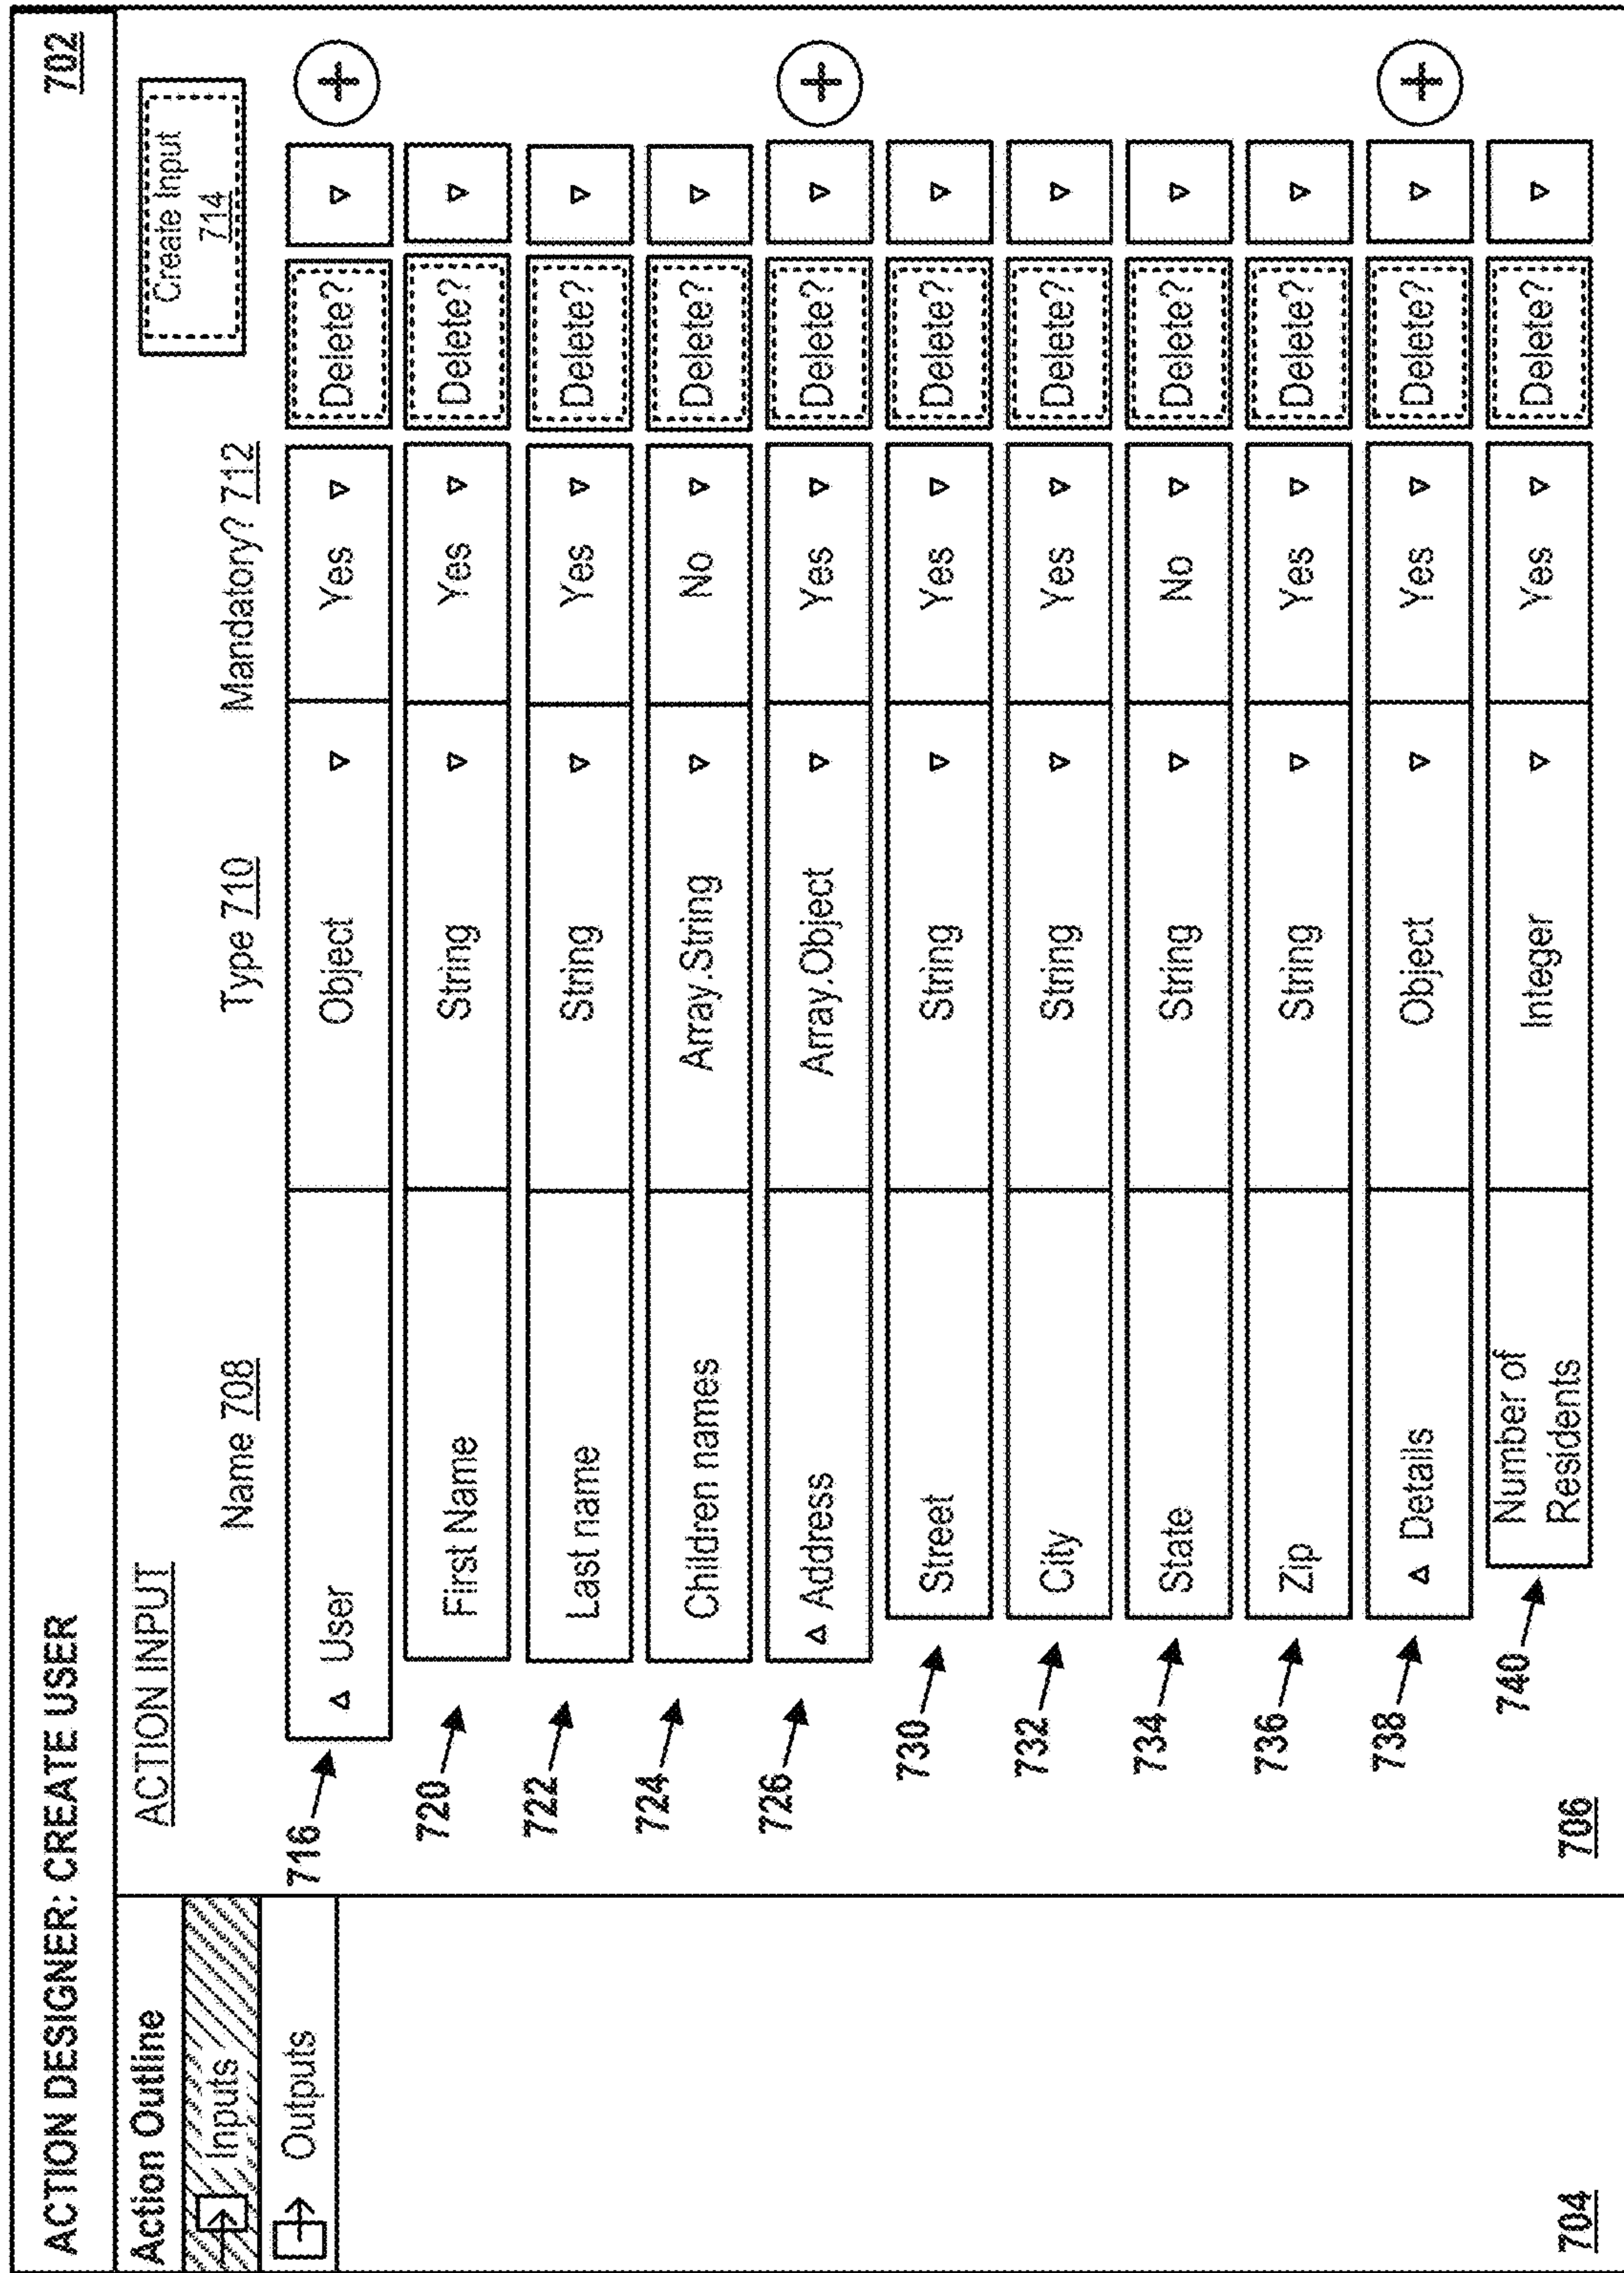 ACTION DESIGNER: CREATE USER 702
Action Outline
Inputs
Outputs
704
ACTION INPUT
Create Input
714
Name 708 Type 710 Mandatory? 712
716 User Object Yes Delete?
720 First Name String Yes Delete?
722 Last name String Yes Delete?
724 Children names Array.String No Delete?
726 Address Array.Object Yes Delete?
730 Street String Yes Delete?
732 City String Yes Delete?
734 State String No Delete?
736 Zip String Yes Delete?
738 Details Object Yes Delete?
740 Number of
Residents Integer Yes Delete?
706